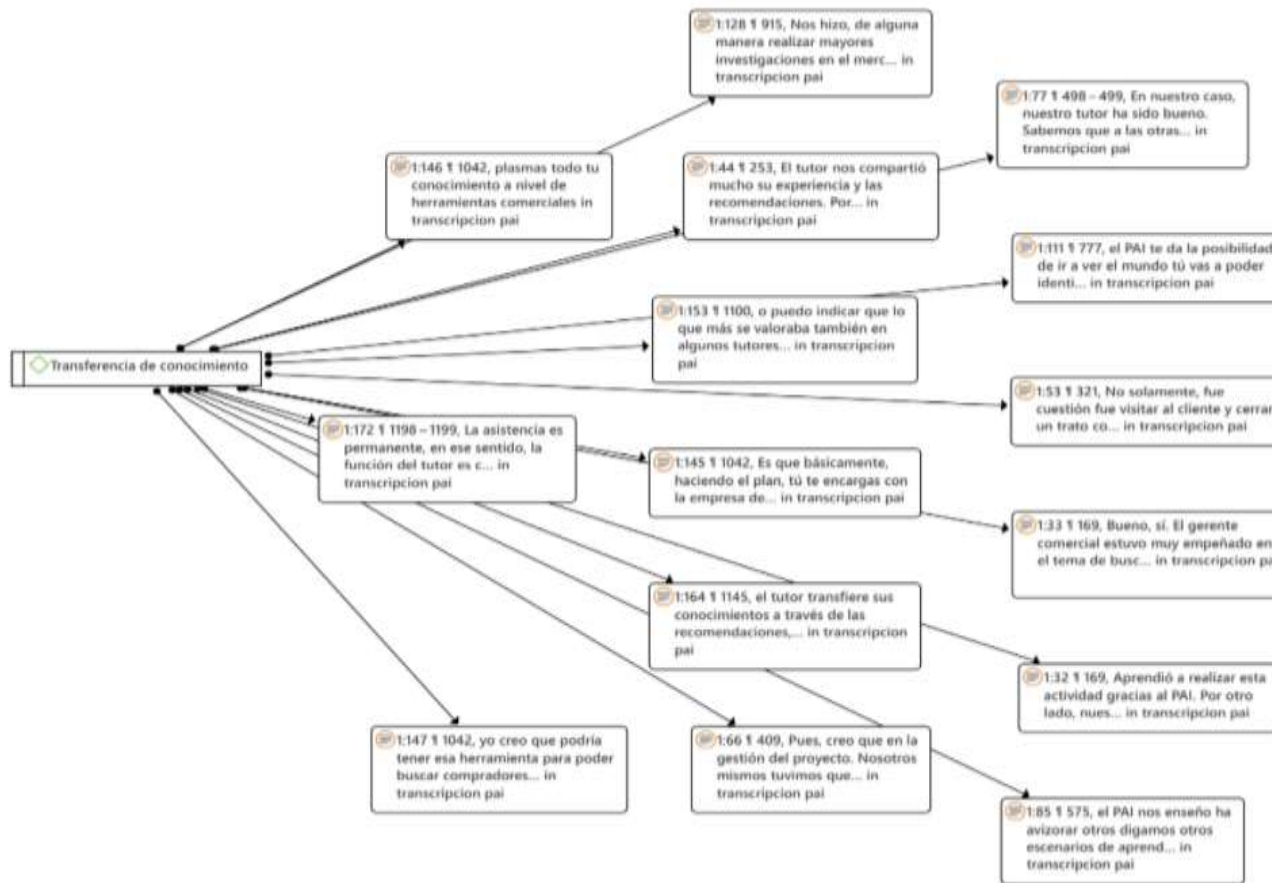 1:128 ¶ 915, Nos hizo, de alguna
manera realizar mayores
investigaciones en el merc... in
transcripcion pai
1:77 ¶ 498 – 499, En nuestro caso,
nuestro tutor ha sido bueno.
Sabemos que a las otras... in
transcripcion pai
1:146 ¶ 1042, plasmas todo tu
conocimiento a nivel de
herramientas comerciales in
transcripcion pai
1:44 ¶ 253, El tutor nos compartió
mucho su experiencia y las
recomendaciones. Por... in
transcripcion pai
1:111 ¶ 777, el PAI te da la posibilidad
de ir a ver el mundo tú vas a poder
identi... in transcripcion pai
1:153 ¶ 1100, o puedo indicar que lo
que más se valoraba también en
algunos tutores... in transcripcion
pai
Transferencia de conocimiento
1:53 ¶ 321, No solamente, fue
cuestión fue visitar al cliente y cerrar
un trato co... in transcripcion pai
1:172 ¶ 1198 – 1199, La asistencia es
permanente, en ese sentido, la
función del tutor es c... in
transcripcion pai
1:145 ¶ 1042, Es que básicamente,
haciendo el plan, tú te encargas con
la empresa de... in transcripcion pai
1:33 ¶ 169, Bueno, sí. El gerente
comercial estuvo muy empeñado en
el tema de busc... in transcripcion pa
1:164 ¶ 1145, el tutor transfiere sus
conocimientos a través de las
recomendaciones,... in transcripcion
pai
1:32 ¶ 169, Aprendió a realizar esta
actividad gracias al PAI. Por otro
lado, nues... in transcripcion pai
1:147 ¶ 1042, yo creo que podría
tener esa herramienta para poder
buscar compradores... in
transcripcion pai
1:66 ¶ 409, Pues, creo que en la
gestión del proyecto. Nosotros
mismos tuvimos que... in
transcripcion pai
1:85 ¶ 575, el PAI nos enseño ha
avizorar otros digamos otros
escenarios de aprend... in
transcripcion pai